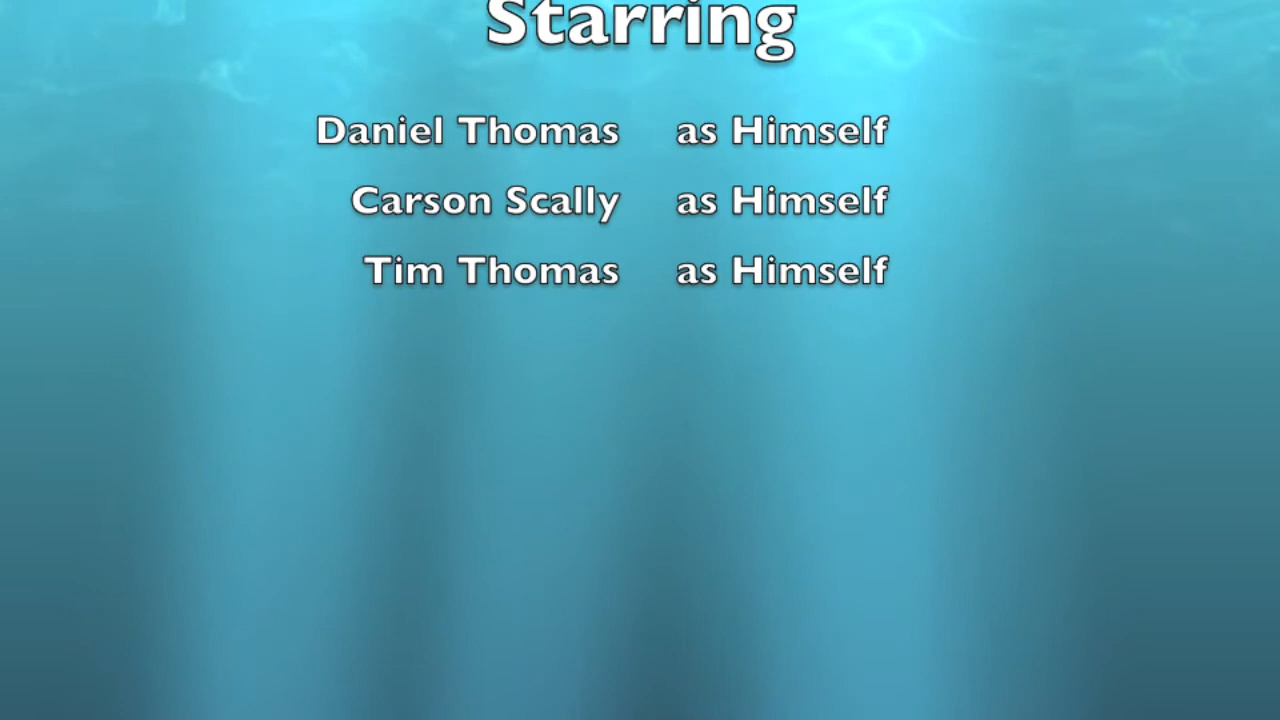 Starring
Daniel Thomas as Himself
Carson Scally as Himself
Tim Thomas as Himself